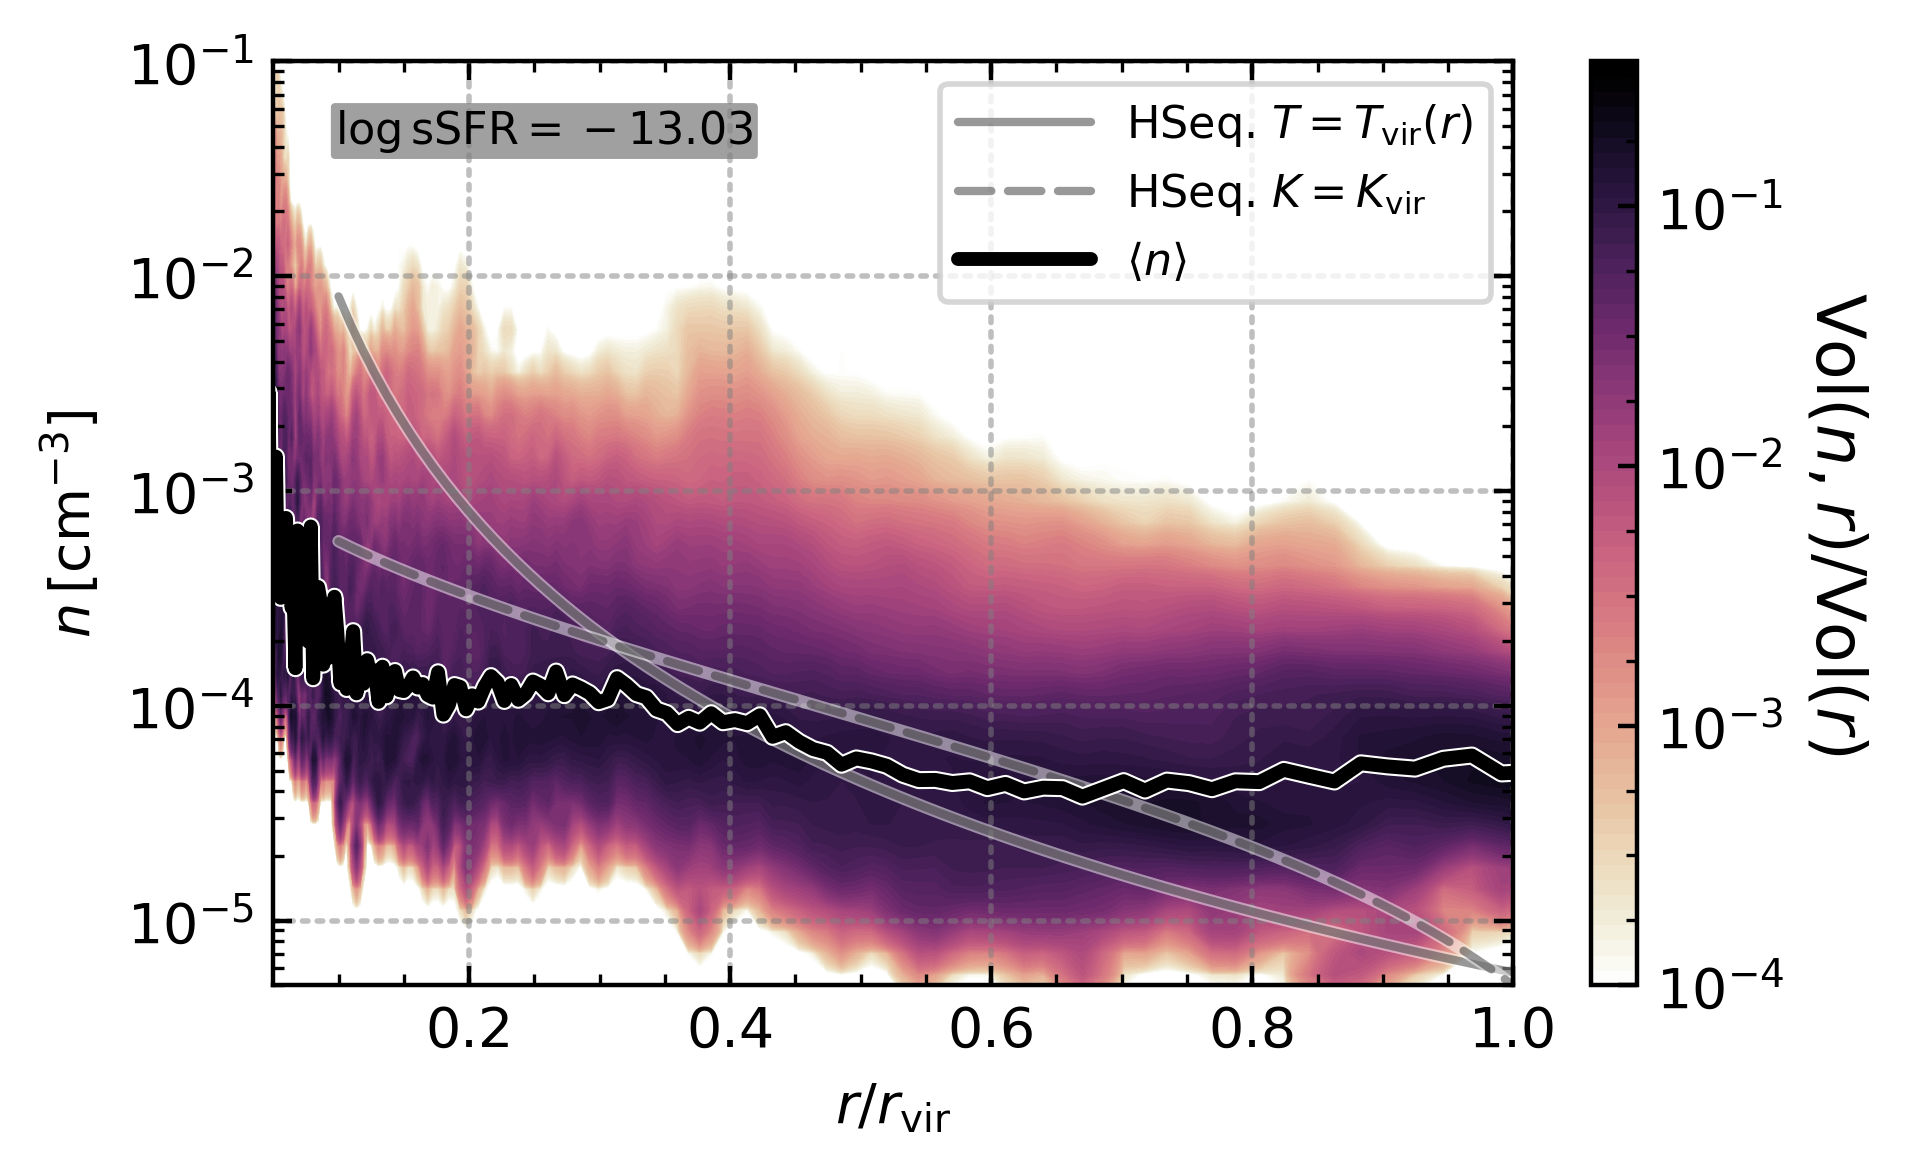 10⁻¹
10⁻²
10⁻³
10⁻⁴
10⁻⁵
n [cm⁻³]
log sSFR = −13.03
HSeq. T = T_vir(r)
HSeq. K = K_vir
⟨n⟩
0.2 0.4 0.6 0.8 1.0
r/r_vir
10⁻¹
10⁻²
10⁻³
10⁻⁴
Vol(n, r)/Vol(r)